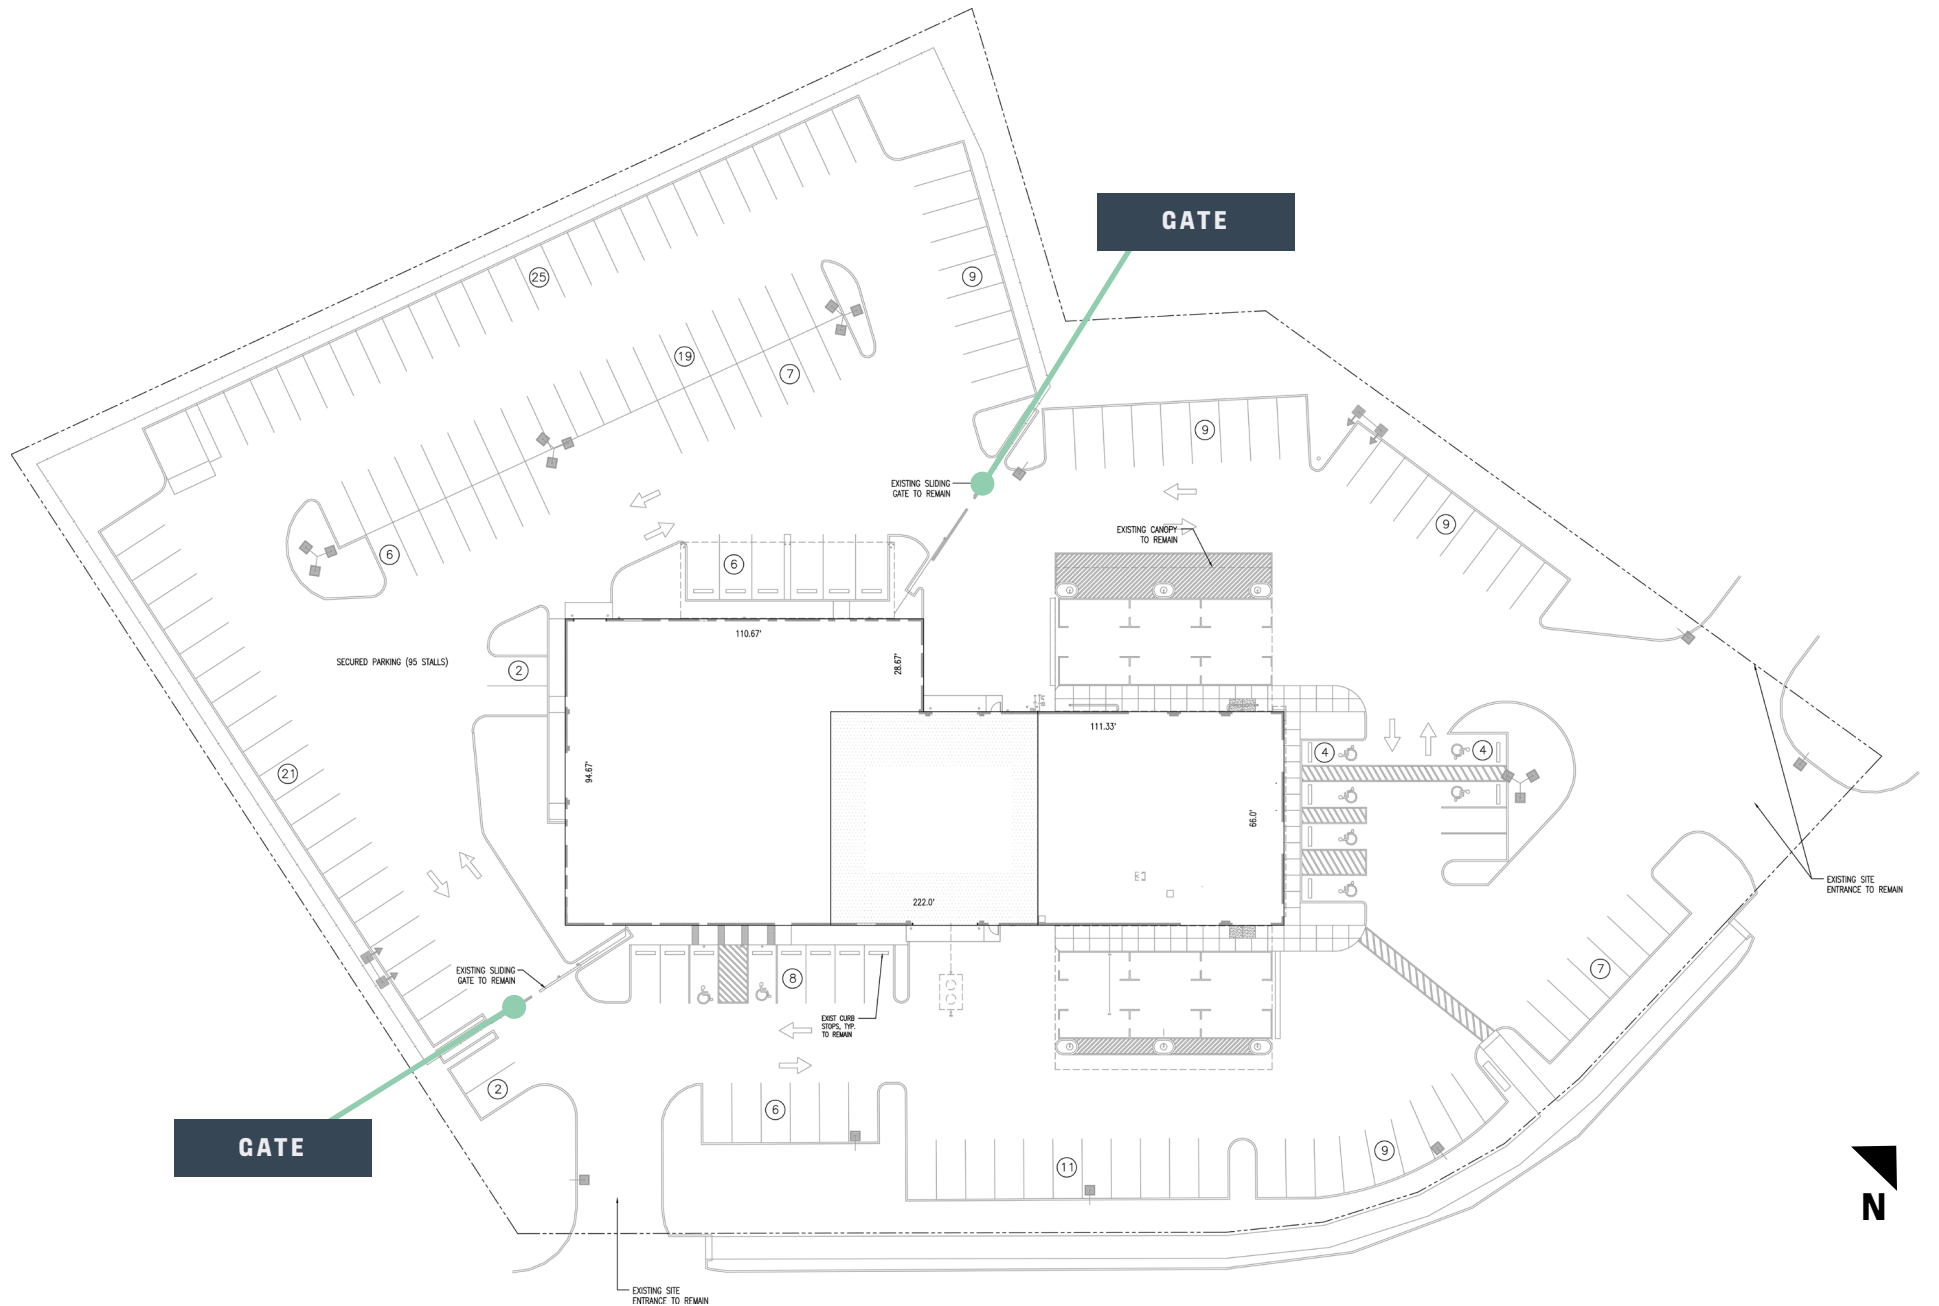 GATE
25
9
19
7
9
EXISTING SLIDING
GATE TO REMAIN
9
EXISTING CANOPY
TO REMAIN
6
6
110.67'
28.67'
SECURED PARKING (95 STALLS)
2
111.33'
4
4
21
94.67'
66.0'
EXISTING SITE
ENTRANCE TO REMAIN
222.0'
EXISTING SLIDING
GATE TO REMAIN
8
7
EXIST CURB
STOPS, TYP.
TO REMAIN
2
6
GATE
11
9
N
EXISTING SITE
ENTRANCE TO REMAIN